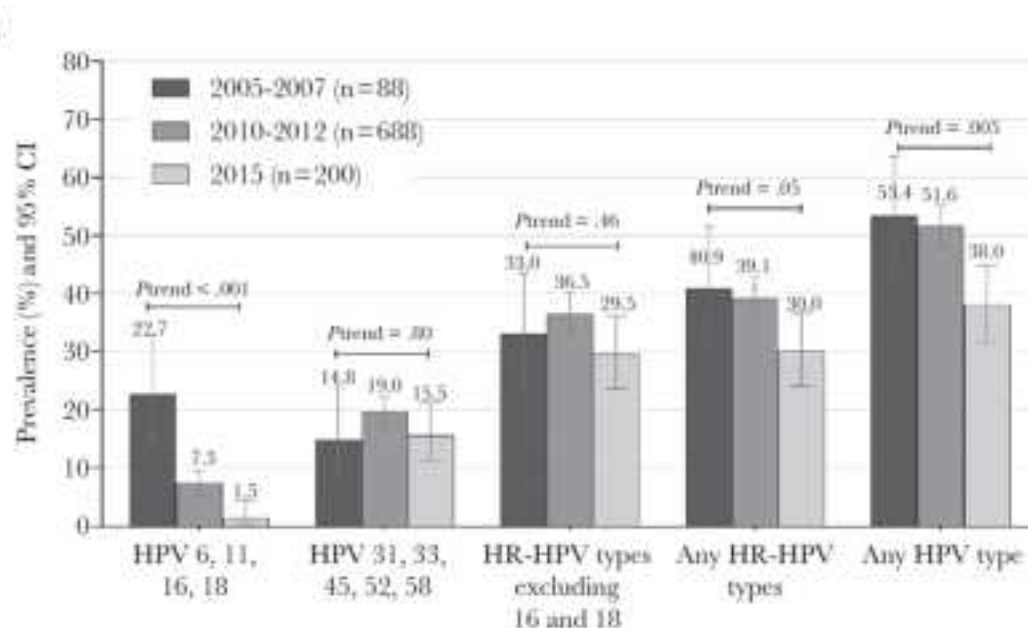 Prevalence (%) and 95% CI
80
70
60
50
40
30
20
10
0
2005-2007 (n=88)
2010-2012 (n=688)
2015 (n=200)
Ptrend < .001
22.7
7.3
1.5
Ptrend = .80
14.8
19.0
15.5
Ptrend = .46
33.0
36.5
29.5
Ptrend = .05
40.9
39.1
30.0
Ptrend = .005
53.4
51.6
38.0
HPV 6, 11,
16, 18
HPV 31, 33,
45, 52, 58
HR-HPV types
excluding
16 and 18
Any HR-HPV
types
Any HPV type